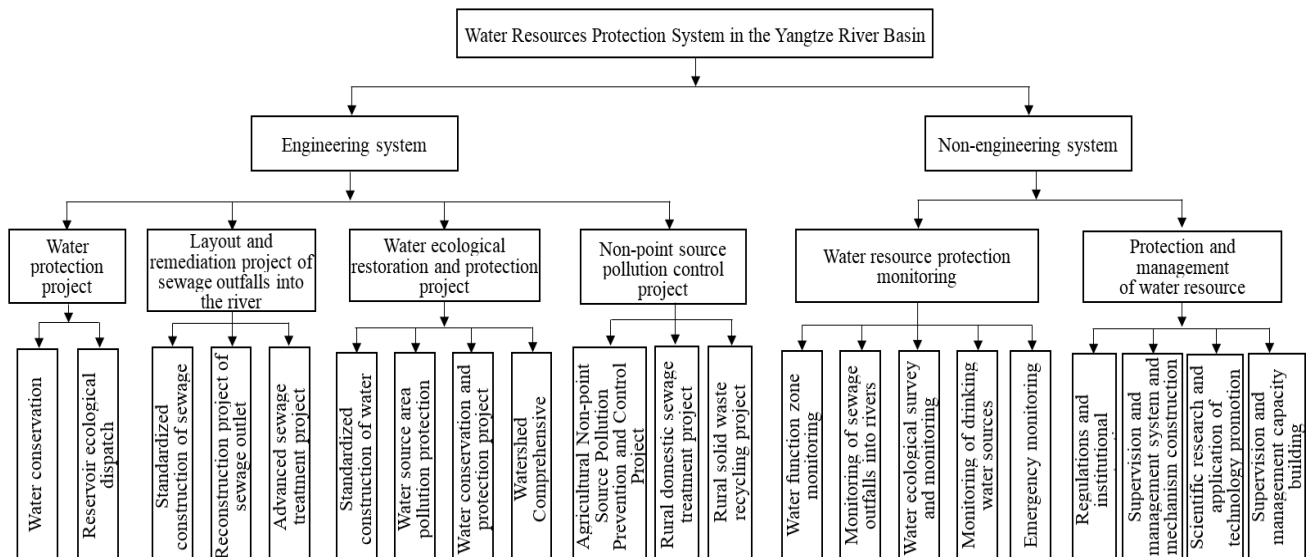 Water Resources Protection System in the Yangtze River Basin
Engineering system
Non-engineering system
Water
protection
project
Layout and
remediation project of
sewage outfalls into
the river
Water ecological
restoration and protection
project
Non-point source
pollution control
project
Water resource protection
monitoring
Protection and
management
of water resource
Water conservation
Reservoir ecological
dispatch
Standardized
construction of sewage
Reconstruction project of
sewage outlet
Advanced sewage
treatment project
Standardized
construction of water
Water source area
pollution protection
Water conservation and
protection project
Watershed
Comprehensive
Agricultural Non-point
Source Pollution
Prevention and Control
Project
Rural domestic sewage
treatment project
Rural solid waste
recycling project
Water function zone
monitoring
Monitoring of sewage
outfalls into rivers
Water ecological survey
and monitoring
Monitoring of drinking
water sources
Emergency monitoring
Regulations and
institutional
Supervision and
management system and
mechanism construction
Scientific research and
application of
technology promotion
Supervision and
management capacity
building